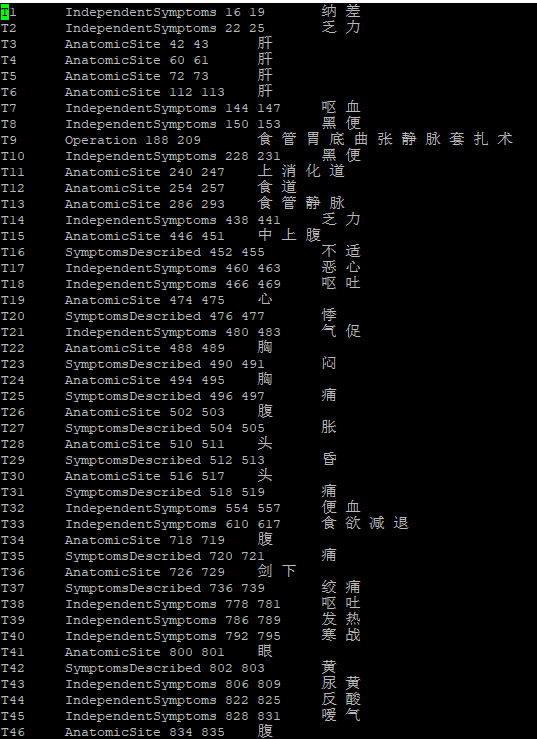 T1 IndependentSymptoms 16 19 纳 差
T2 IndependentSymptoms 22 25 乏 力
T3 AnatomicSite 42 43 肝
T4 AnatomicSite 60 61 肝
T5 AnatomicSite 72 73 肝
T6 AnatomicSite 112 113 肝
T7 IndependentSymptoms 144 147 呕 血
T8 IndependentSymptoms 150 153 黑 便
T9 Operation 188 209 食 管 胃 底 曲 张 静 脉 套 扎 术
T10 IndependentSymptoms 228 231 黑 便
T11 AnatomicSite 240 247 上 消 化 道
T12 AnatomicSite 254 257 食 道
T13 AnatomicSite 286 293 食 管 静 脉
T14 IndependentSymptoms 438 441 乏 力
T15 AnatomicSite 446 451 中 上 腹
T16 SymptomsDescribed 452 455 不 适
T17 IndependentSymptoms 460 463 恶 心
T18 IndependentSymptoms 466 469 呕 吐
T19 AnatomicSite 474 475 心
T20 SymptomsDescribed 476 477 悸
T21 IndependentSymptoms 480 483 气 促
T22 AnatomicSite 488 489 胸
T23 SymptomsDescribed 490 491 闷
T24 AnatomicSite 494 495 胸
T25 SymptomsDescribed 496 497 痛
T26 AnatomicSite 502 503 腹
T27 SymptomsDescribed 504 505 胀
T28 AnatomicSite 510 511 头
T29 SymptomsDescribed 512 513 昏
T30 AnatomicSite 516 517 头
T31 SymptomsDescribed 518 519 痛
T32 IndependentSymptoms 554 557 便 血
T33 IndependentSymptoms 610 617 食 欲 减 退
T34 AnatomicSite 718 719 腹
T35 SymptomsDescribed 720 721 痛
T36 AnatomicSite 726 729 剑 下
T37 SymptomsDescribed 736 739 绞 痛
T38 IndependentSymptoms 778 781 呕 吐
T39 IndependentSymptoms 786 789 发 热
T40 IndependentSymptoms 792 795 寒 战
T41 AnatomicSite 800 801 眼
T42 SymptomsDescribed 802 803 黄
T43 IndependentSymptoms 806 809 尿 黄
T44 IndependentSymptoms 822 825 反 酸
T45 IndependentSymptoms 828 831 嗳 气
T46 AnatomicSite 834 835 腹